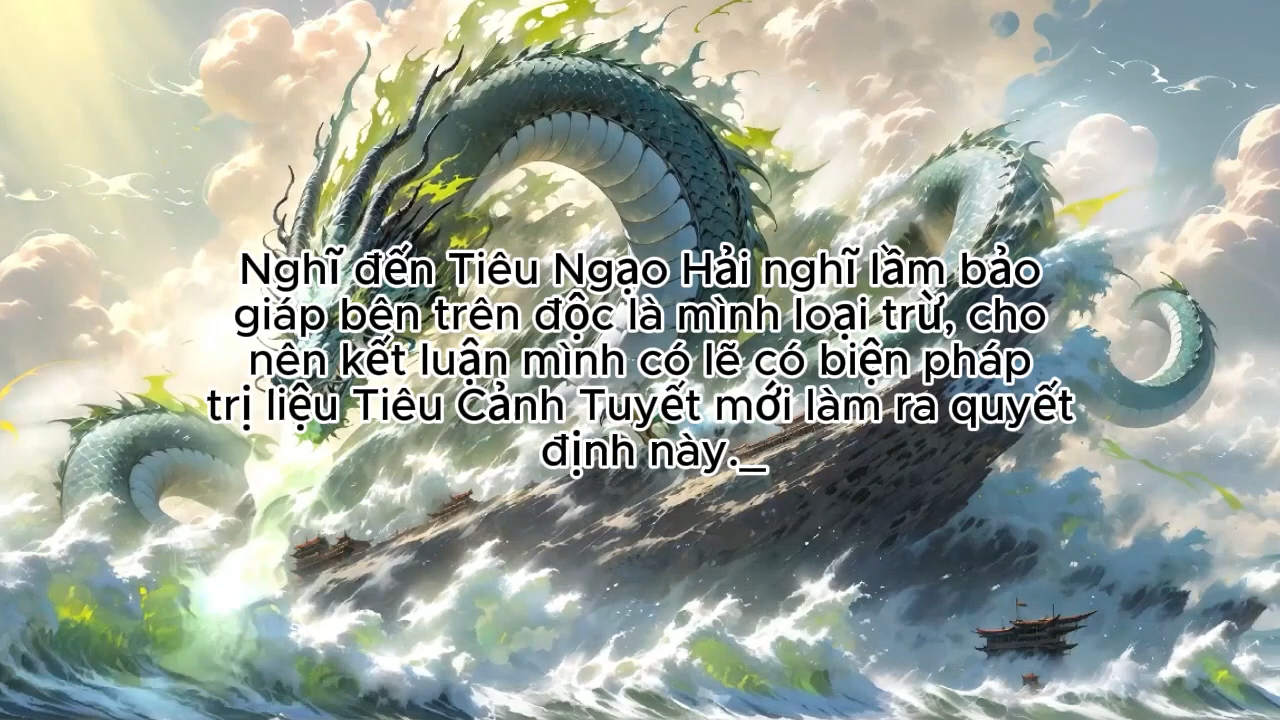 Nghĩ đến Tiêu Ngạo Hải nghĩ lầm bảo
giáp bên trên độc là mình loại trừ, cho
nên kết luận mình có lẽ có biện pháp
trị liệu Tiêu Cảnh Tuyết mới làm ra quyết
định này._